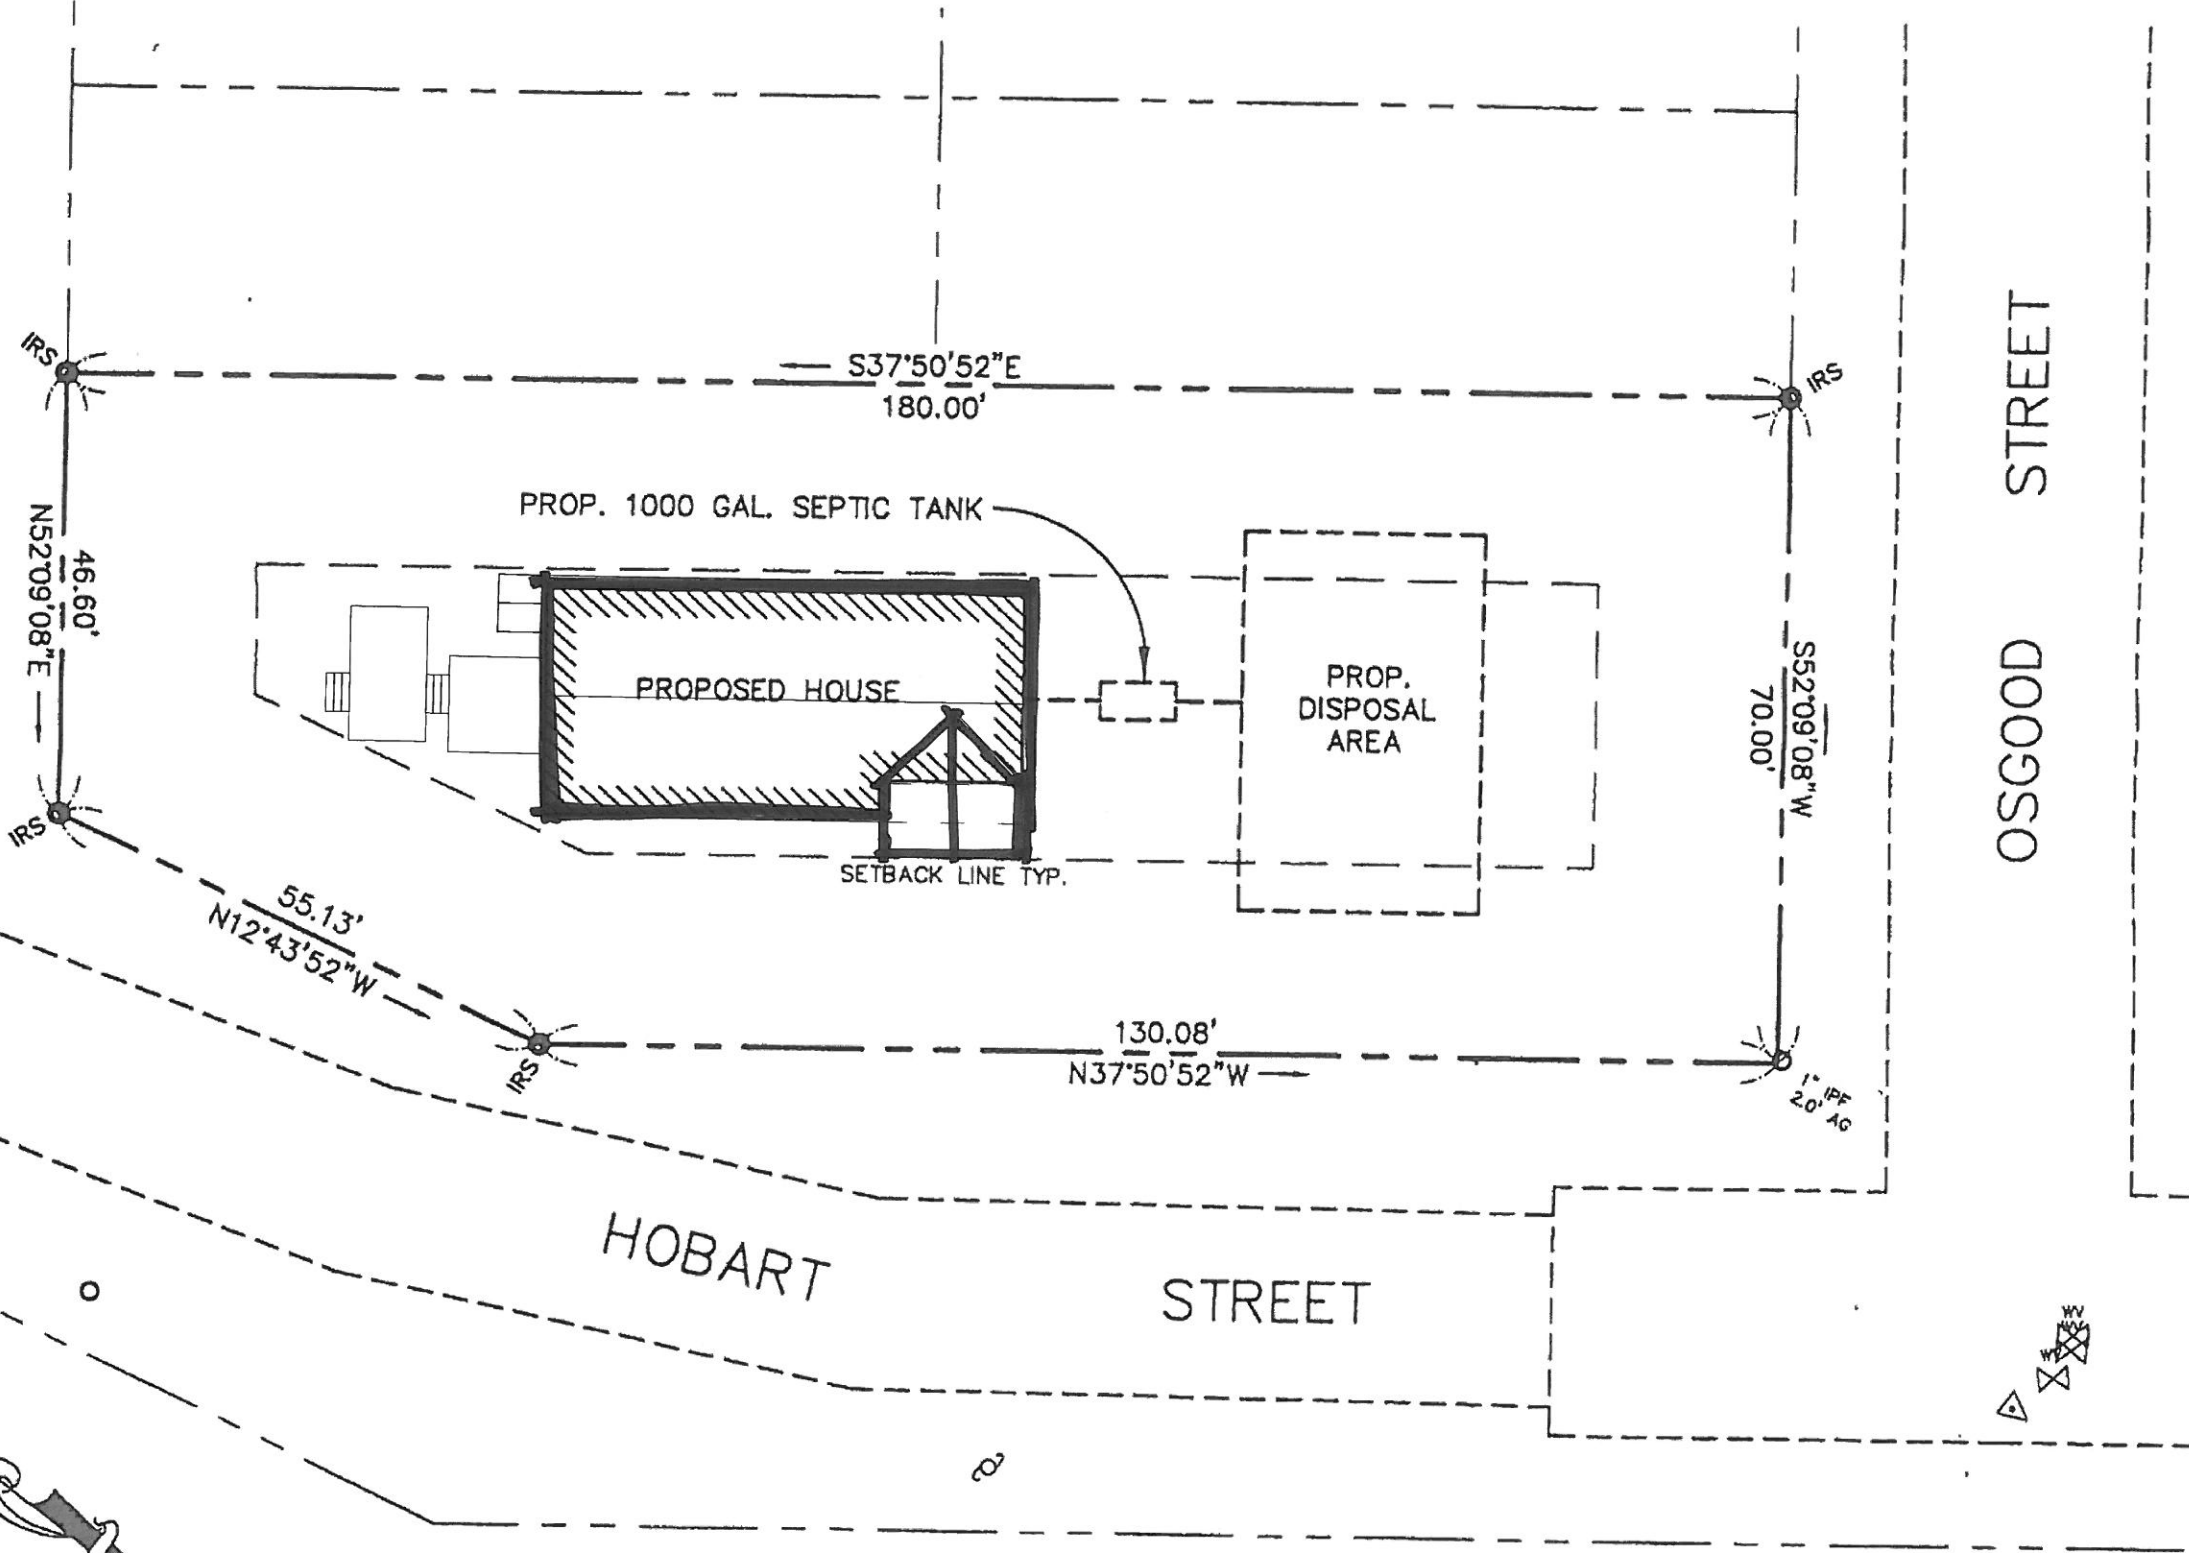 IRS
S37°50'52"E
180.00'
IRS
PROP. 1000 GAL. SEPTIC TANK
N52°09'08"E
46.60'
PROPOSED HOUSE
PROP.
DISPOSAL
AREA
S52°09'08"W
70.00'
OSGOOD STREET
SETBACK LINE TYP.
IRS
55.13'
N12°43'52"W
IRS
130.08'
N37°50'52"W
1" IPF
2.0' AG
HOBART STREET
WV